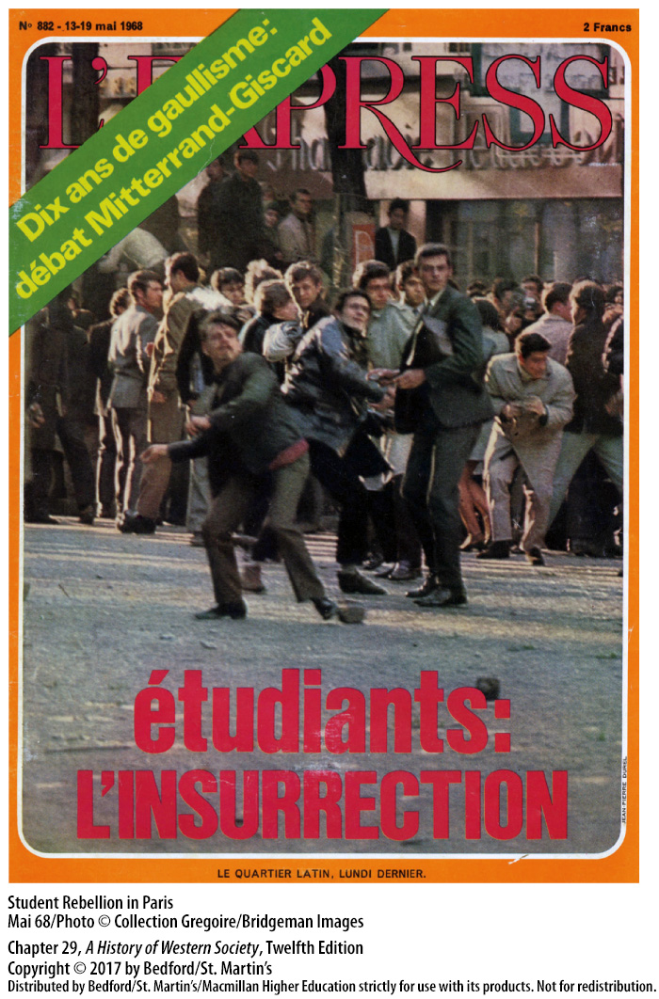 Nº 882 - 13-19 mai 1968
2 Francs
Dix ans de gaullisme:
débat Mitterrand-Giscard
L'EXPRESS
étudiants:
L'INSURRECTION
JEAN-PIERRE DUREL
LE QUARTIER LATIN, LUNDI DERNIER.
Student Rebellion in Paris
Mai 68/Photo © Collection Gregoire/Bridgeman Images
Chapter 29, A History of Western Society, Twelfth Edition
Copyright © 2017 by Bedford/St. Martin's
Distributed by Bedford/St. Martin's/Macmillan Higher Education strictly for use with its products. Not for redistribution.